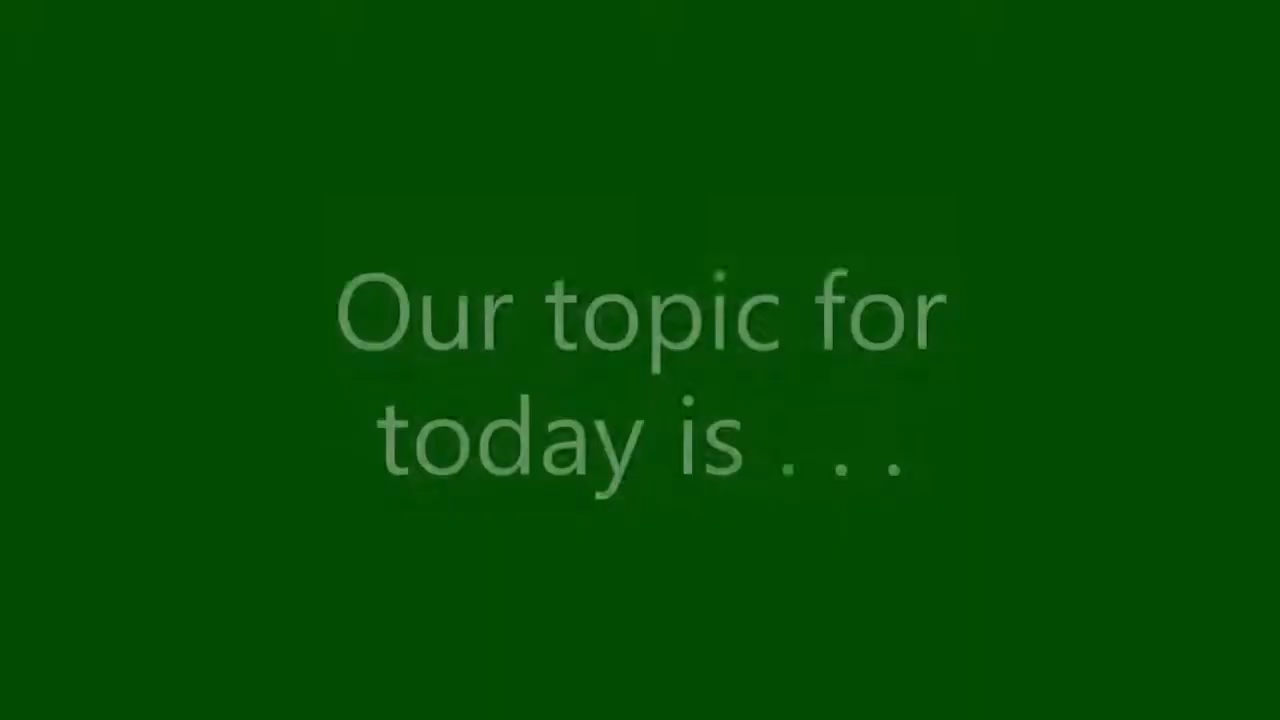 Our topic for
today is . . .